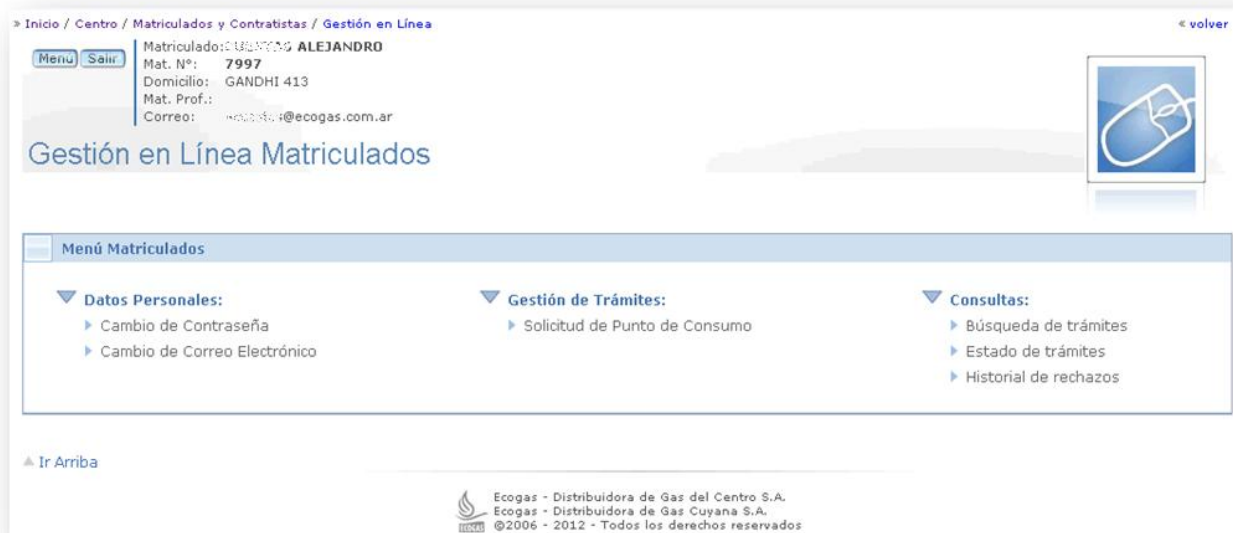 » Inicio / Centro / Matriculados y Contratistas / Gestión en Línea
« volver
Menú Salir
Matriculado: ALEJANDRO
Mat. Nº: 7997
Domicilio: GANDHI 413
Mat. Prof.:
Correo: @ecogas.com.ar
Gestión en Línea Matriculados
Menú Matriculados
Datos Personales:
Cambio de Contraseña
Cambio de Correo Electrónico
Gestión de Trámites:
Solicitud de Punto de Consumo
Consultas:
Búsqueda de trámites
Estado de trámites
Historial de rechazos
Ir Arriba
Ecogas - Distribuidora de Gas del Centro S.A.
Ecogas - Distribuidora de Gas Cuyana S.A.
©2006 - 2012 - Todos los derechos reservados
ECOGAS